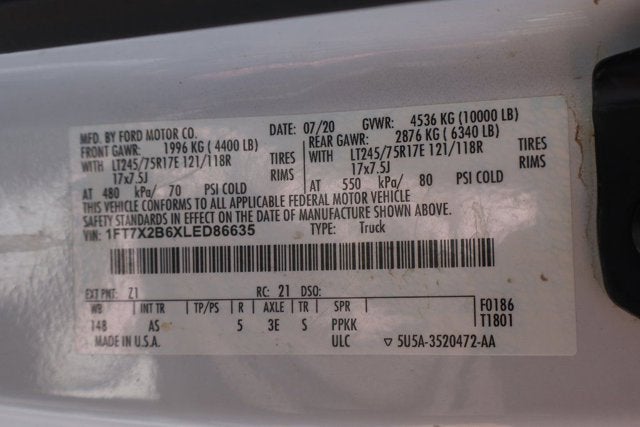 MFD. BY FORD MOTOR CO. DATE: 07/20 GVWR: 4536 KG (10000 LB)
FRONT GAWR: 1996 KG (4400 LB) REAR GAWR: 2876 KG (6340 LB)
WITH LT245/75R17E 121/118R TIRES WITH LT245/75R17E 121/118R TIRES
17x7.5J RIMS 17x7.5J RIMS
AT 480 kPa/ 70 PSI COLD AT 550 kPa/ 80 PSI COLD
THIS VEHICLE CONFORMS TO ALL APPLICABLE FEDERAL MOTOR VEHICLE
SAFETY STANDARDS IN EFFECT ON THE DATE OF MANUFACTURE SHOWN ABOVE.
VIN: 1FT7X2B6XLED86635 TYPE: Truck
EXT PNT: Z1 RC: 21 DSO:
WB INT TR TP/PS R AXLE TR SPR F0186
148 AS 5 3E S PPKK T1801
MADE IN U.S.A. ULC ▽ 5U5A-3520472-AA